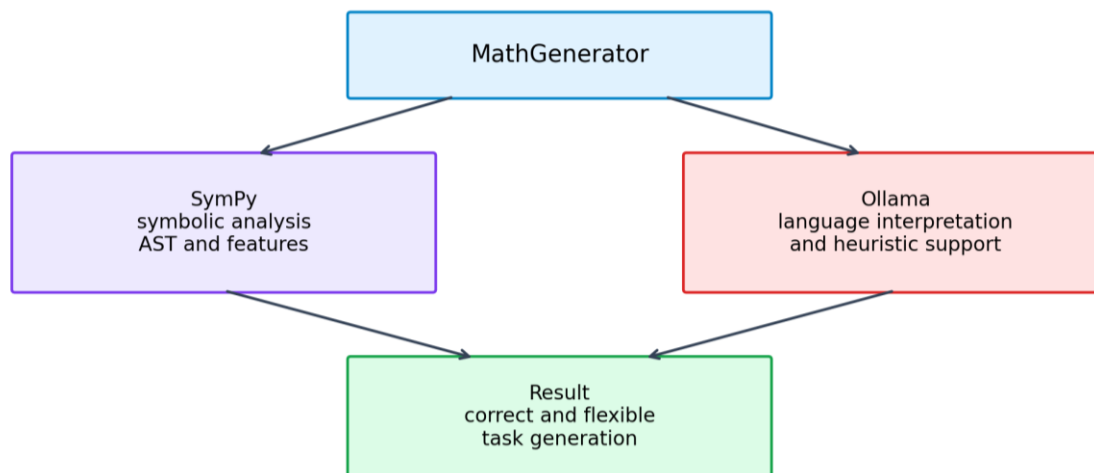 MathGenerator
SymPy
symbolic analysis
AST and features
Ollama
language interpretation
and heuristic support
Result
correct and flexible
task generation